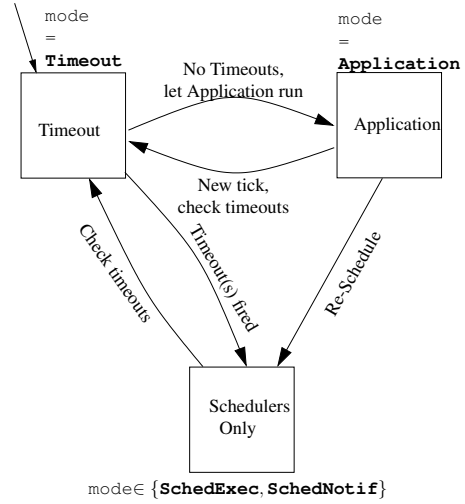 mode
=
Timeout
mode
=
Application
No Timeouts,
let Application run
Timeout
Application
New tick,
check timeouts
Check timeouts
Timeout(s) fired
Re-Schedule
Schedulers
Only
mode∈ {SchedExec, SchedNotif}